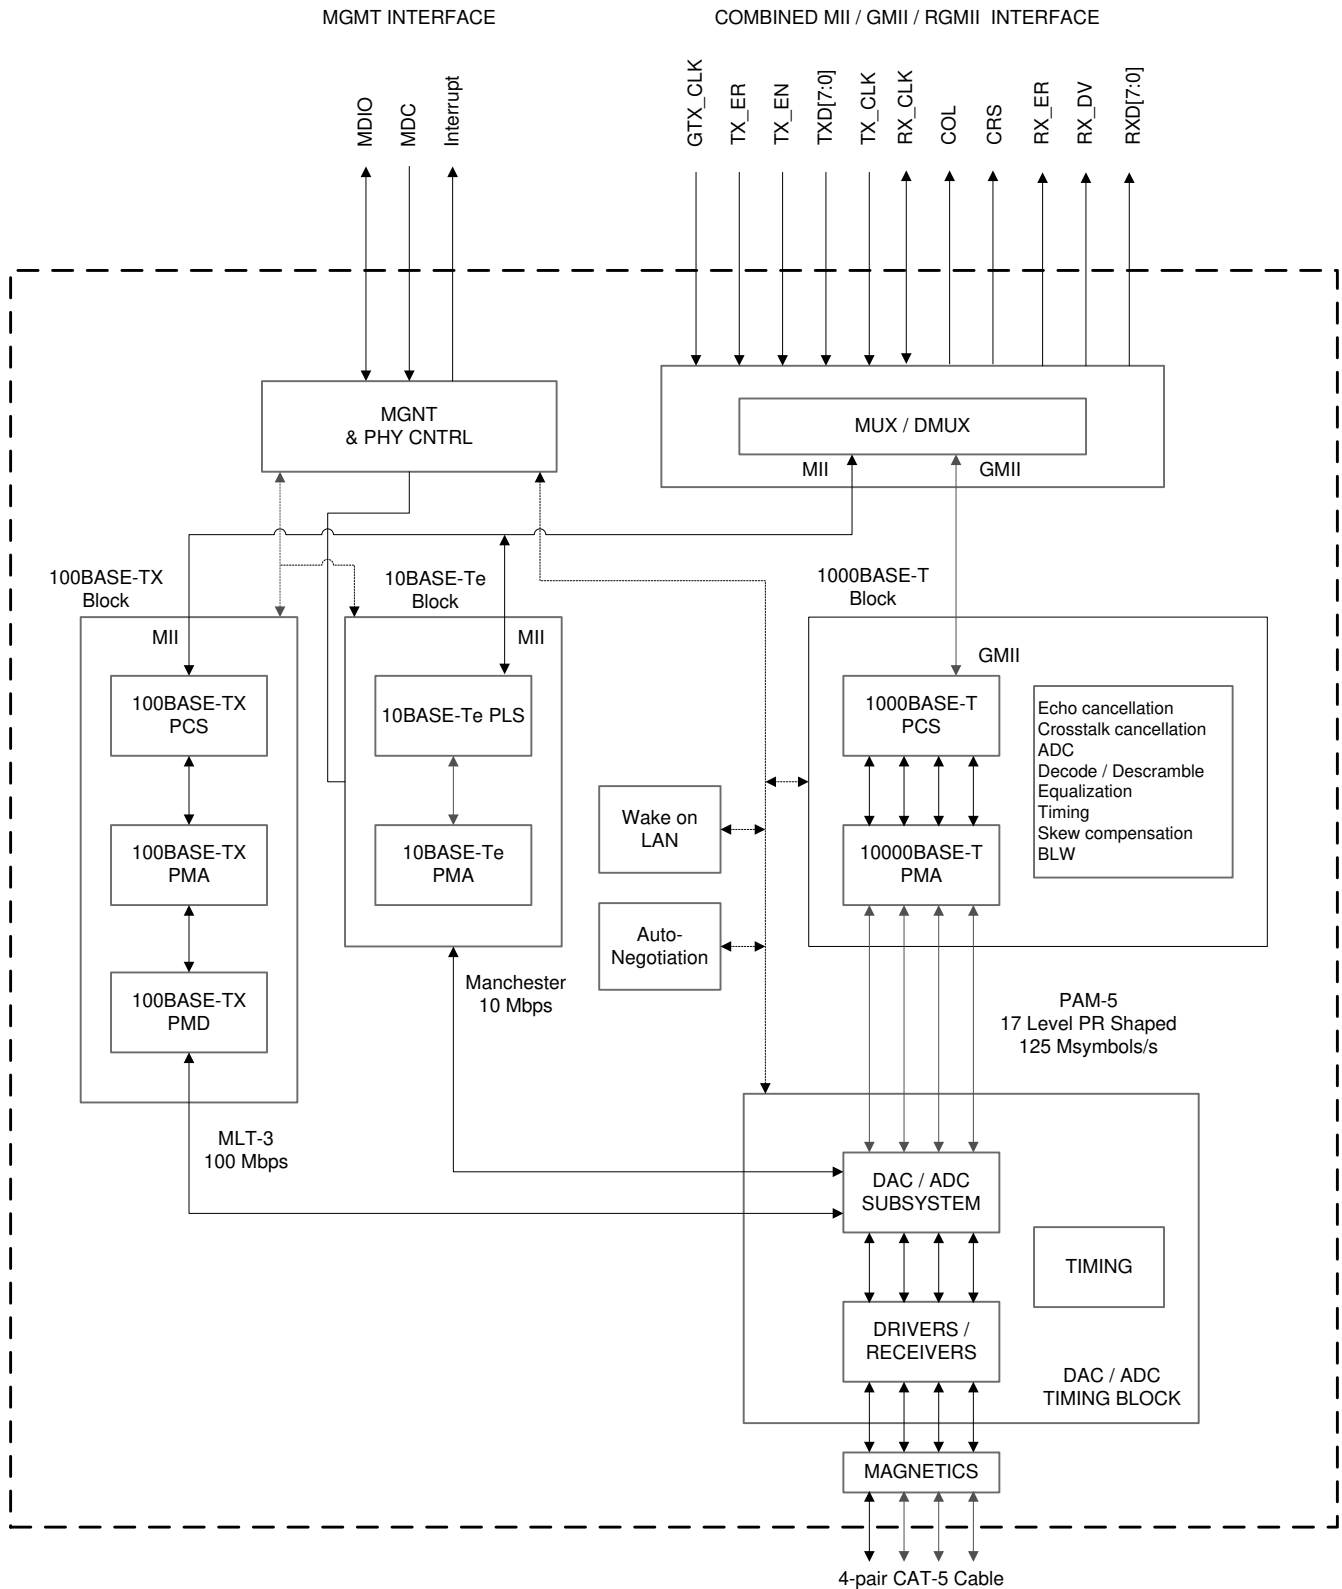 MGMT INTERFACE
COMBINED MII / GMII / RGMII INTERFACE
MDIO
MDC
Interrupt
GTX_CLK
TX_ER
TX_EN
TXD[7:0]
TX_CLK
RX_CLK
COL
CRS
RX_ER
RX_DV
RXD[7:0]
MGNT
& PHY CNTRL
MUX / DMUX
MII
GMII
100BASE-TX
Block
10BASE-Te
Block
1000BASE-T
Block
MII
MII
GMII
100BASE-TX
PCS
10BASE-Te PLS
1000BASE-T
PCS
Echo cancellation
Crosstalk cancellation
ADC
Decode / Descramble
Equalization
Timing
Skew compensation
BLW
Wake on
LAN
100BASE-TX
PMA
10BASE-Te
PMA
10000BASE-T
PMA
Auto-
Negotiation
100BASE-TX
PMD
Manchester
10 Mbps
PAM-5
17 Level PR Shaped
125 Msymbols/s
MLT-3
100 Mbps
DAC / ADC
SUBSYSTEM
TIMING
DRIVERS /
RECEIVERS
DAC / ADC
TIMING BLOCK
MAGNETICS
4-pair CAT-5 Cable